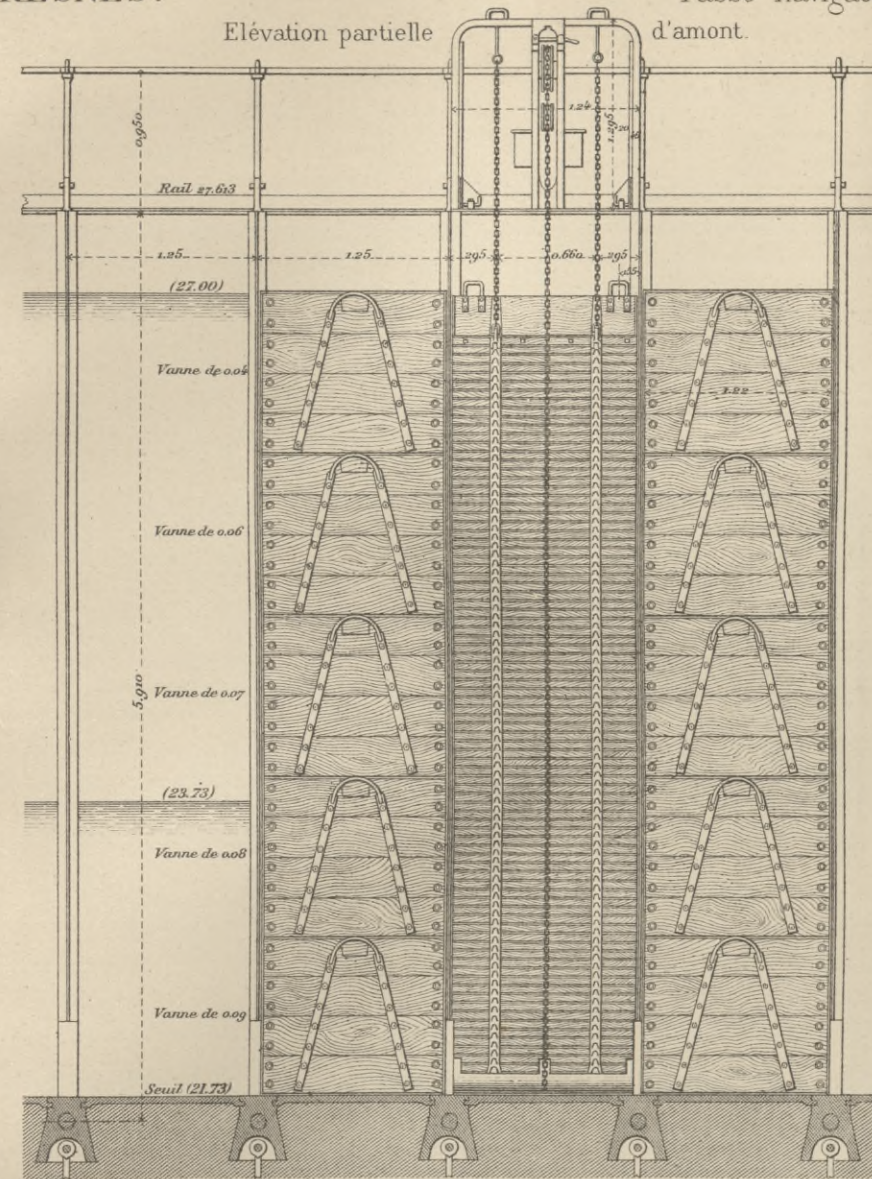 Elévation partielle d'amont.
0.950
1.24
1.295
Rail 27.613
1.25 1.25 295 0.660 295
(27.00)
Vanne de 0.04
1.22
Vanne de 0.06
5.910
Vanne de 0.07
(23.73)
Vanne de 0.08
Vanne de 0.09
Seuil (21.73)